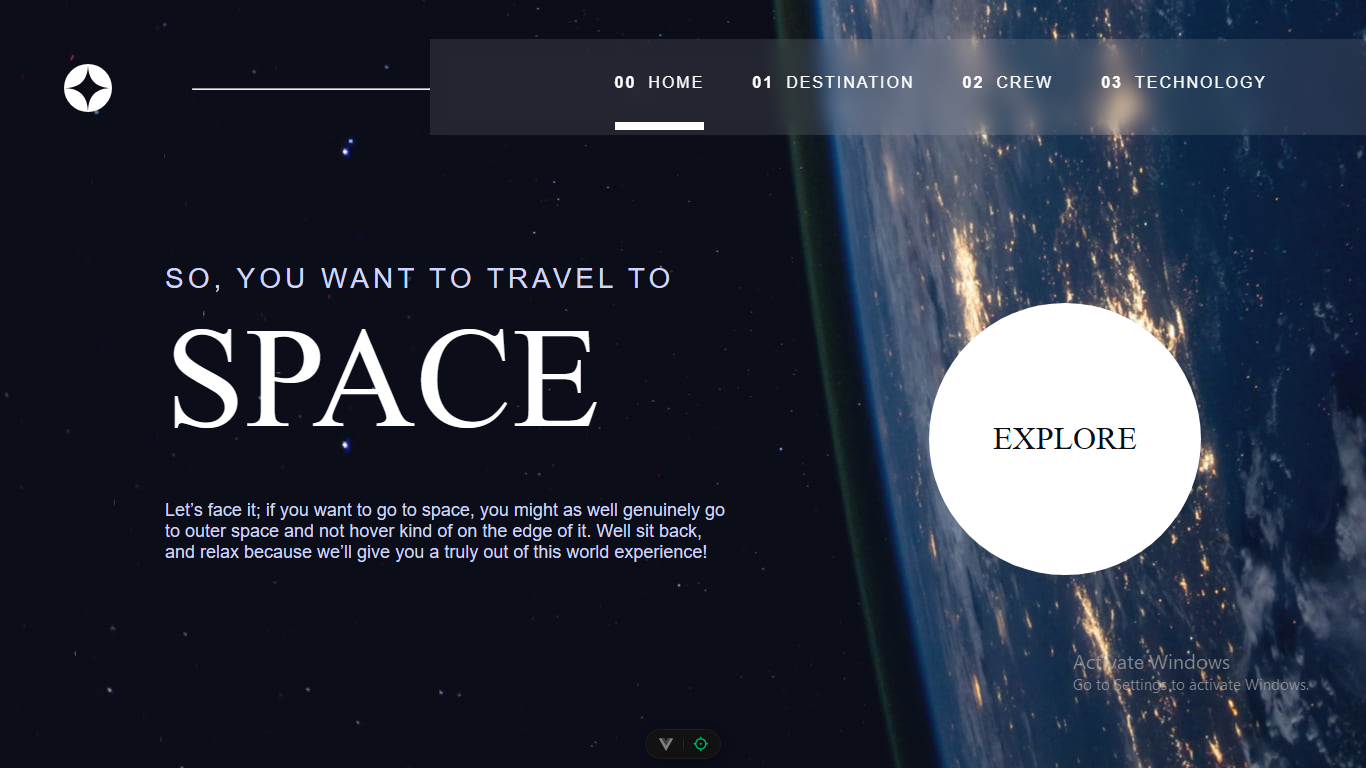 00 HOME 01 DESTINATION 02 CREW 03 TECHNOLOGY
SO, YOU WANT TO TRAVEL TO
SPACE
Let’s face it; if you want to go to space, you might as well genuinely go
to outer space and not hover kind of on the edge of it. Well sit back,
and relax because we’ll give you a truly out of this world experience!
EXPLORE
Activate Windows
Go to Settings to activate Windows.